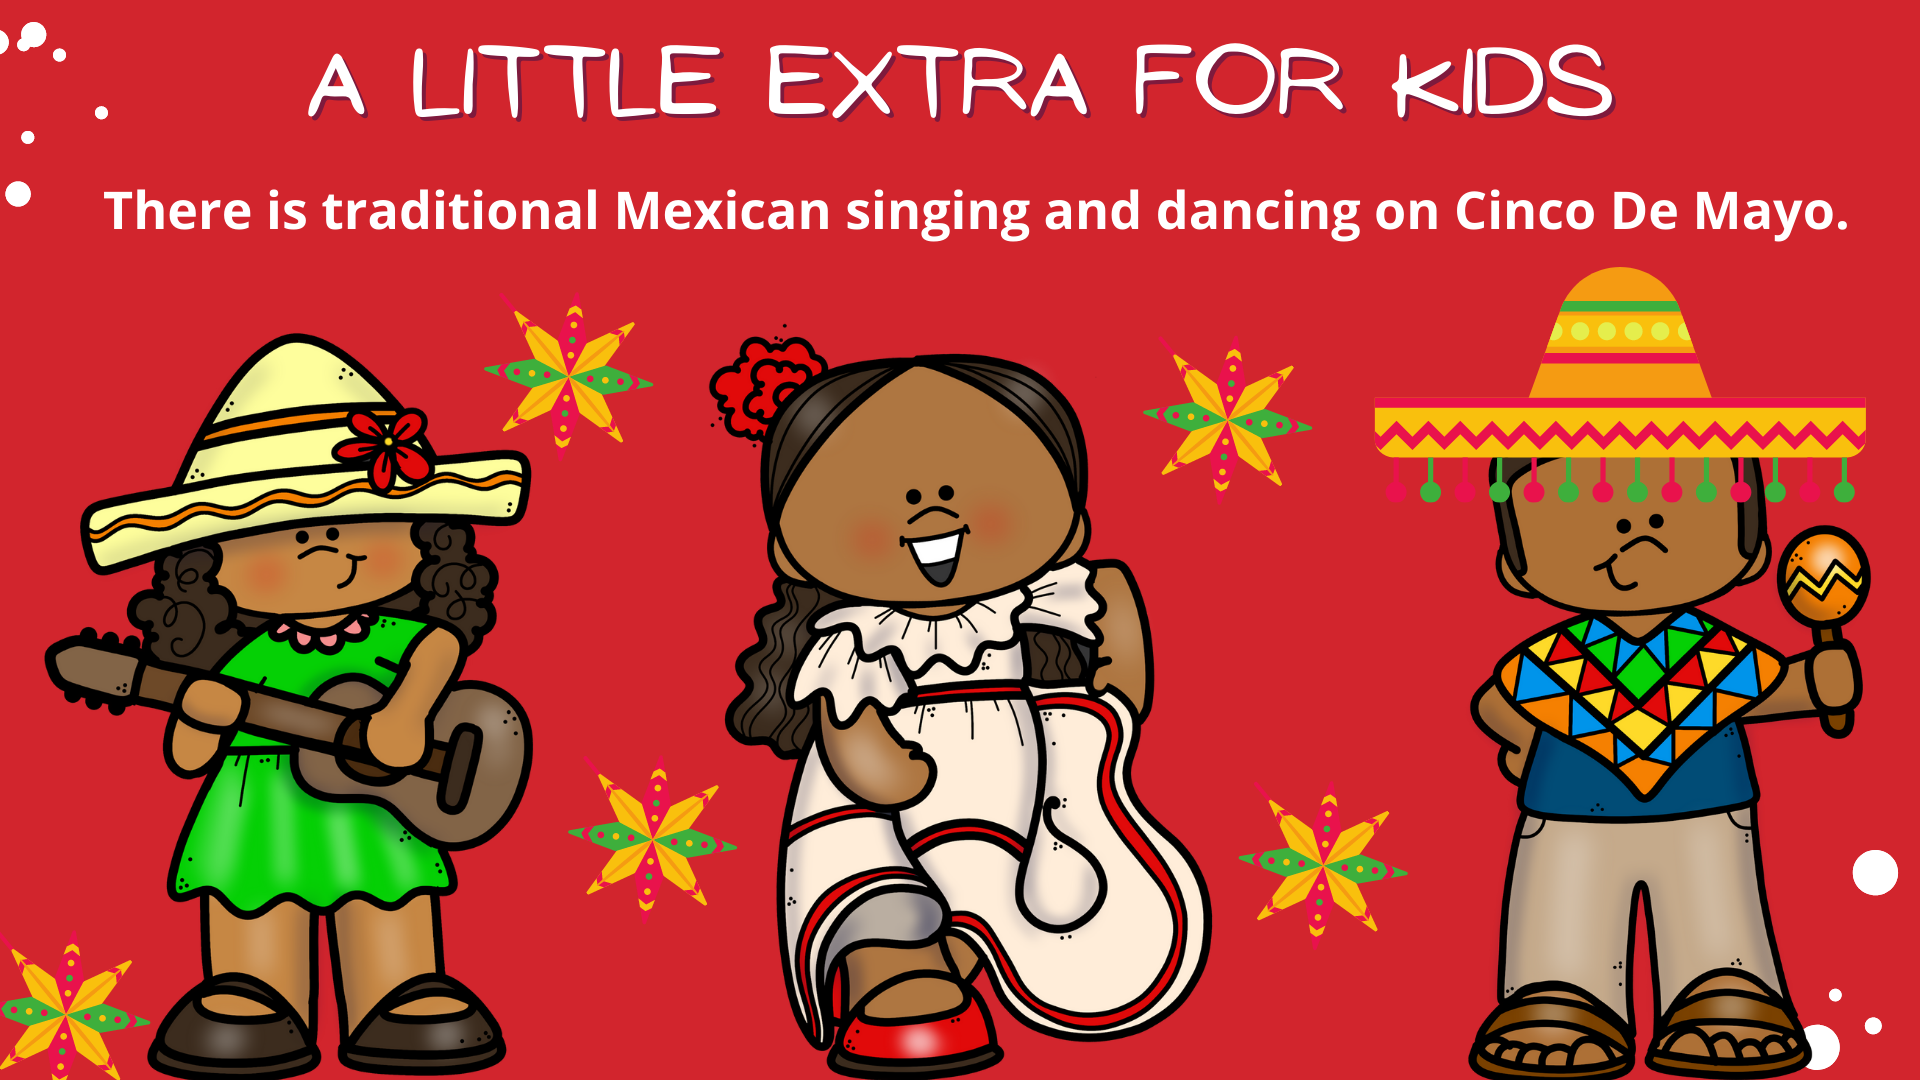 A LITTLE EXTRA FOR KIDS
There is traditional Mexican singing and dancing on Cinco De Mayo.